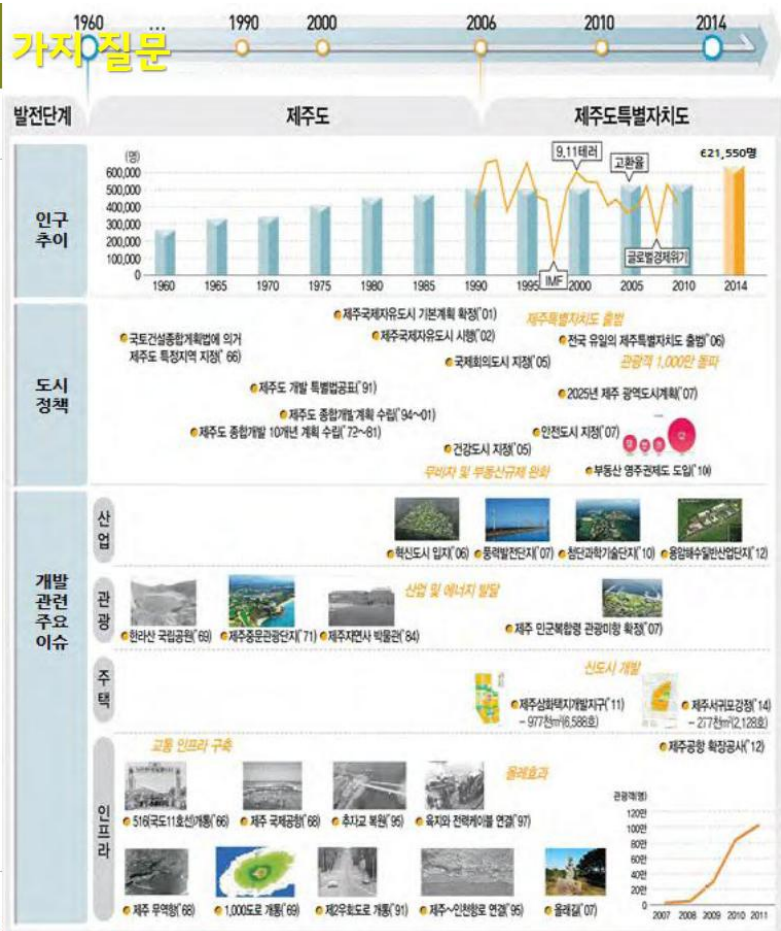 1960 ... 1990 2000 2006 2010 2014
가지 질문
발전단계 제주도 제주도특별자치도
인구
추이
(명)
600,000
500,000
400,000
300,000
200,000
100,000
0
1960 1965 1970 1975 1980 1985 1990 1995 2000 2005 2010 2014
9,11테러
고환율
IMF
글로벌경제위기
€21,550명
도시
정책
제주국제자유도시 기본계획 확정('01)
국토건설종합계획법에 의거
제주도 특정지역 지정('66)
제주국제자유도시 시행('02)
제주특별자치도 출범
전국 유일의 제주특별자치도 출범('06)
국제회의도시 지정('05)
관광객 1,000만 돌파
제주도 개발 특별법공표('91)
2025년 제주 광역도시계획('07)
제주도 종합개발계획 수립('94~01)
제주도 종합개발 10개년 계획 수립('72~81)
안전도시 지정('07)
건강도시 지정('05)
무비자 및 부동산규제 완화
부동산 영주권제도 도입('10)
개발
관련
주요
이슈
산업
혁신도시 입지('06)
풍력발전단지('07)
첨단과학기술단지('10)
용암해수일반산업단지('12)
관광
산업 및 에너지 발달
한라산 국립공원('69)
제주중문관광단지('71)
제주자연사 박물관('84)
제주 민군복합령 관광미항 확정('07)
주택
신도시 개발
제주삼화택지개발지구('11)
- 977천㎡(6,588호)
제주서귀포강정('14)
- 277천㎡(2,128호)
인프라
교통 인프라 구축
제주공항 확장공사('12)
올레효과
516(국도11호선)개통('66)
제주 국제공항('68)
추자교 복원('95)
육지와 전력케이블 연결('97)
제주 무역항('68)
1,000도로 개통('69)
제2우회도로 개통('91)
제주~인천항로 연결('95)
올레길('07)
관광객(명)
120만
100만
80만
60만
40만
20만
0
2007 2008 2009 2010 2011